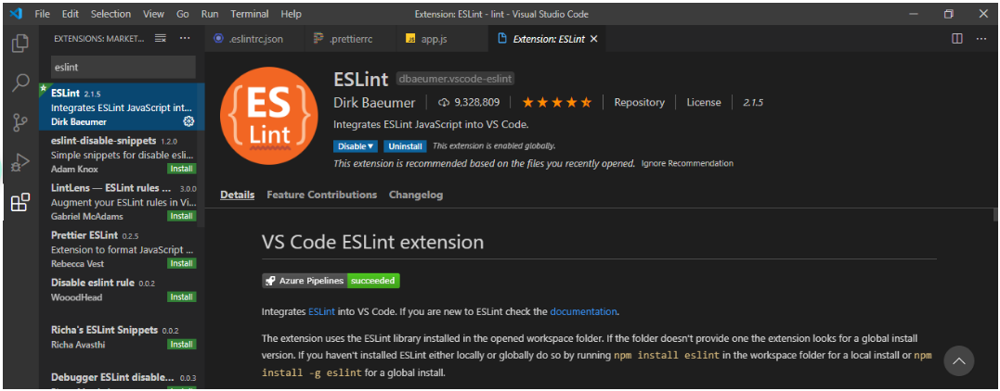 File Edit Selection View Go Run Terminal Help
Extension: ESLint - lint - Visual Studio Code
EXTENSIONS: MARKET...
.eslintrc.json
.prettierrc
JS app.js
Extension: ESLint
eslint
ESLint 2.1.5
Integrates ESLint JavaScript int...
Dirk Baeumer
eslint-disable-snippets 1.2.0
Simple snippets for disable esli...
Adam Knox Install
LintLens — ESLint rules ... 3.0.0
Augment your ESLint rules in Vi...
Gabriel McAdams Install
Prettier ESLint 0.2.5
Extension to format JavaScript ...
Rebecca Vest Install
Disable eslint rule 0.0.2
WooodHead Install
Richa's ESLint Snippets 0.0.2
Richa Avasthi Install
Debugger ESLint disable... 0.0.3
ES
Lint
ESLint dbaeumer.vscode-eslint
Dirk Baeumer 9,328,809 Repository License 2.1.5
Integrates ESLint JavaScript into VS Code.
Disable Uninstall This extension is enabled globally.
This extension is recommended based on the files you recently opened. Ignore Recommendation
Details Feature Contributions Changelog
VS Code ESLint extension
Azure Pipelines succeeded
Integrates ESLint into VS Code. If you are new to ESLint check the documentation.
The extension uses the ESLint library installed in the opened workspace folder. If the folder doesn't provide one the extension looks for a global install
version. If you haven't installed ESLint either locally or globally do so by running npm install eslint in the workspace folder for a local install or npm
install -g eslint for a global install.